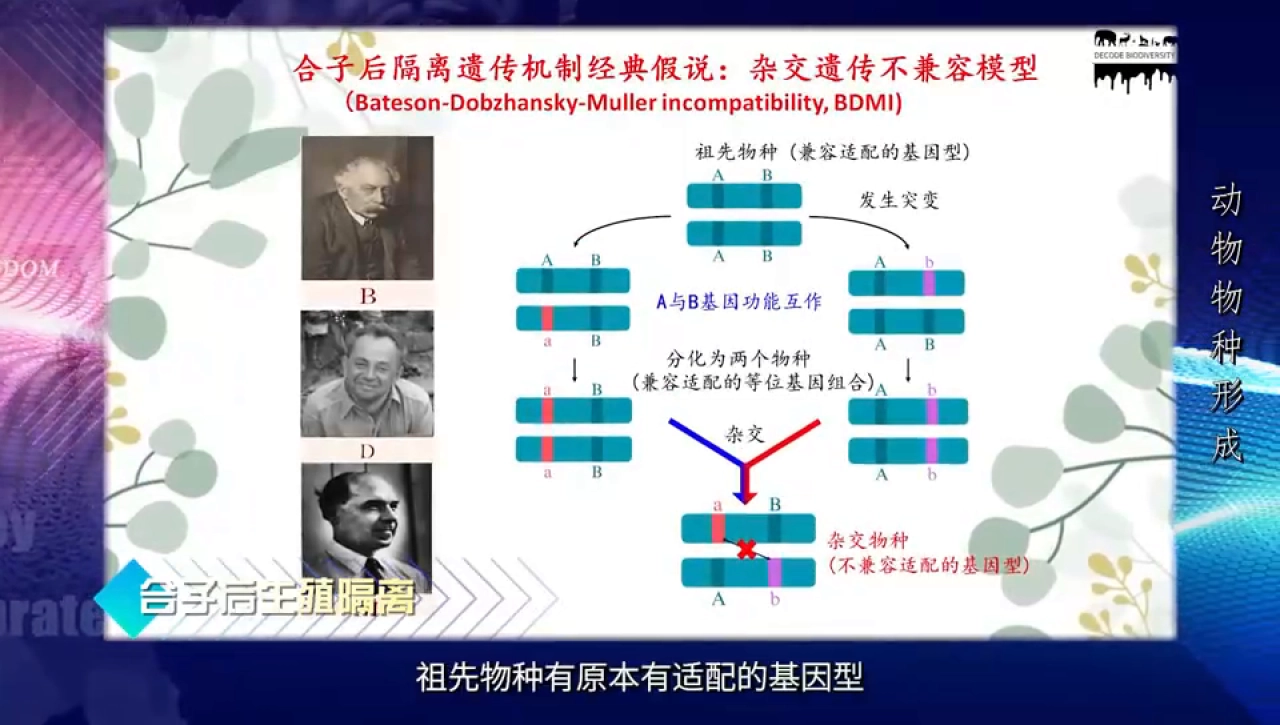 合子后隔离遗传机制经典假说：杂交遗传不兼容模型
（Bateson-Dobzhansky-Muller incompatibility, BDMI)
DECODE BIODIVERSITY
祖先物种（兼容适配的基因型）
A B
发生突变
A B
A B
A b
A与B基因功能互作
a B
A B
分化为两个物种
（兼容适配的等位基因组合）
a B
A b
杂交
a B
A b
a B
杂交物种
（不兼容适配的基因型）
A b
B
D
合子后生殖隔离
动物物种形成
DOM
祖先物种有原本有适配的基因型